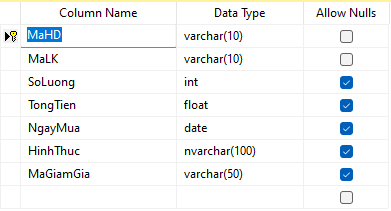 Column Name Data Type Allow Nulls
MaHD varchar(10)
MaLK varchar(10)
SoLuong int
TongTien float
NgayMua date
HinhThuc nvarchar(100)
MaGiamGia varchar(50)